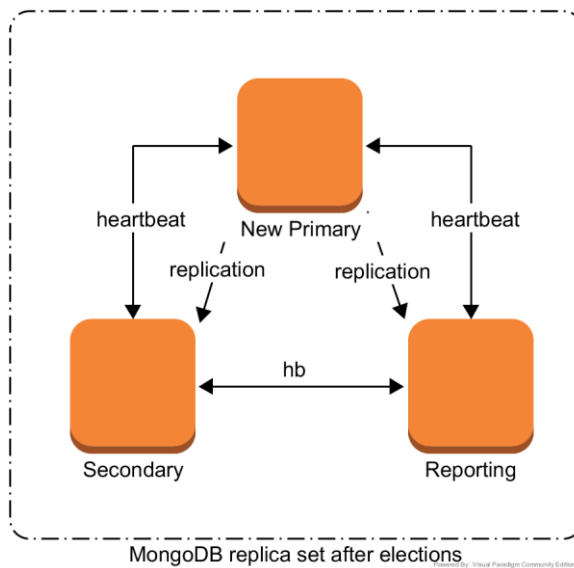 New Primary
heartbeat
heartbeat
replication
replication
hb
Secondary
Reporting
MongoDB replica set after elections
Powered By: Visual Paradigm Community Edition